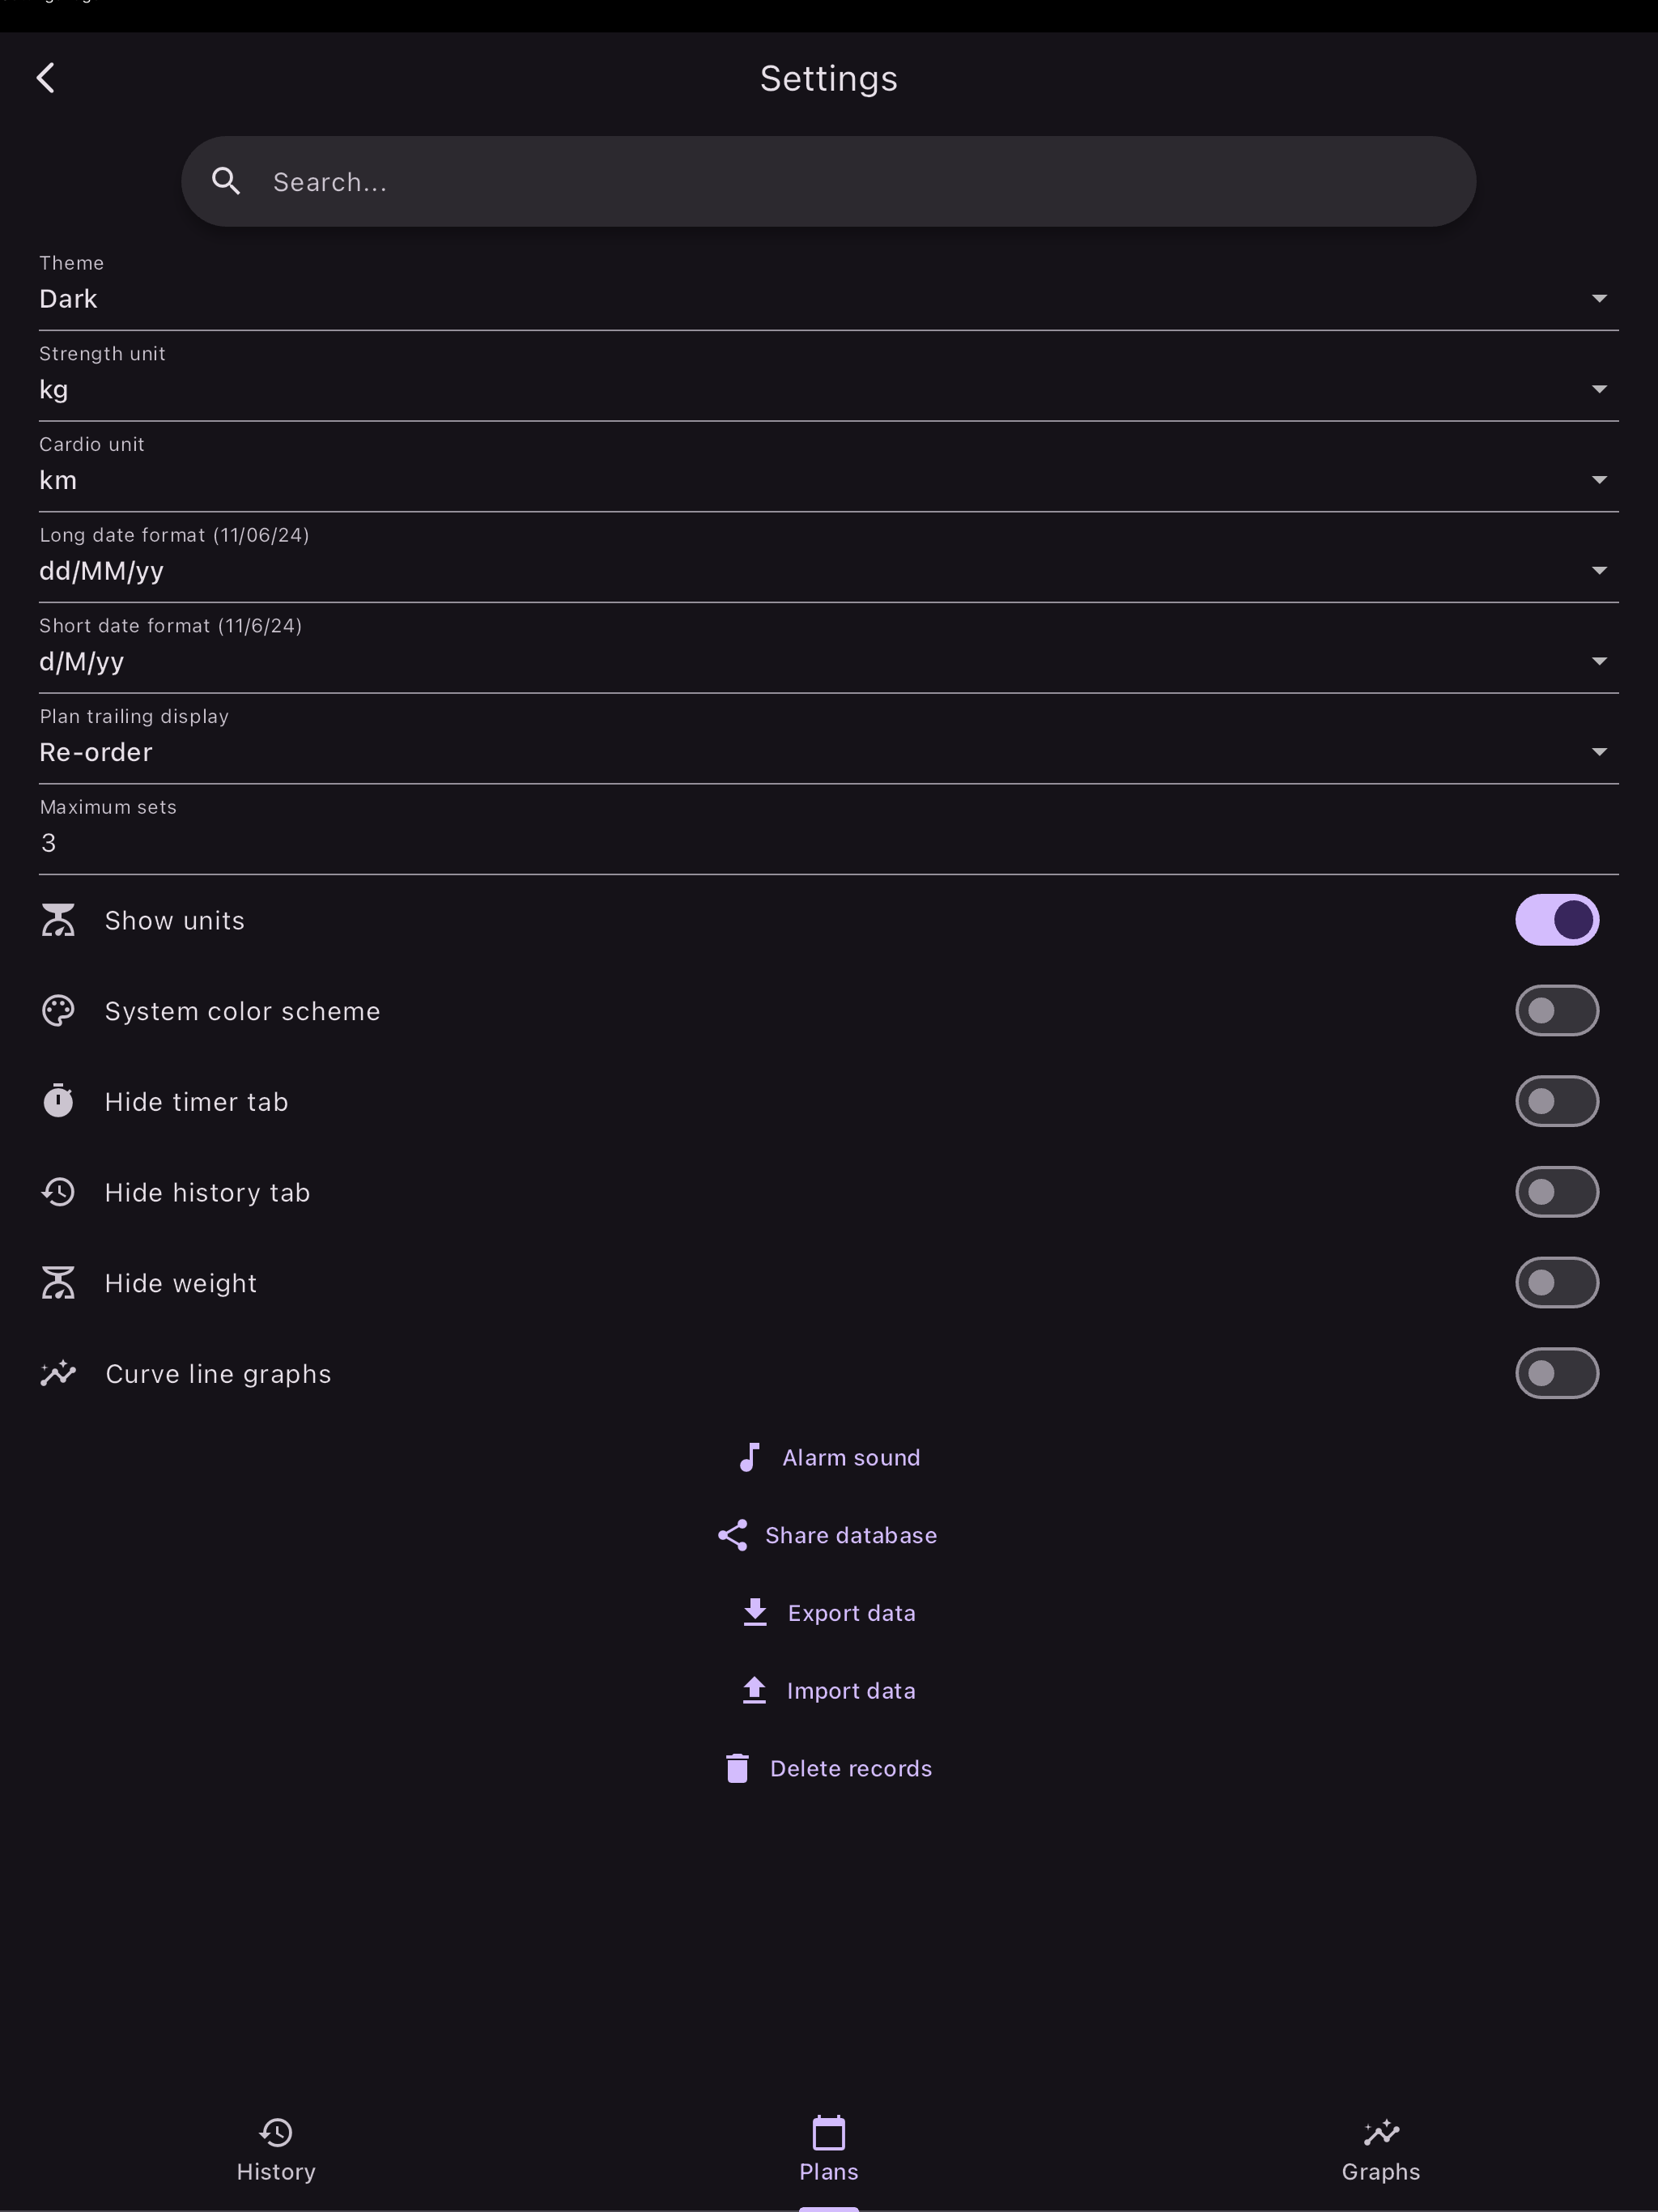 Settings
Search...
Theme
Dark
Strength unit
kg
Cardio unit
km
Long date format (11/06/24)
dd/MM/yy
Short date format (11/6/24)
d/M/yy
Plan trailing display
Re-order
Maximum sets
3
Show units
System color scheme
Hide timer tab
Hide history tab
Hide weight
Curve line graphs
Alarm sound
Share database
Export data
Import data
Delete records
History
Plans
Graphs